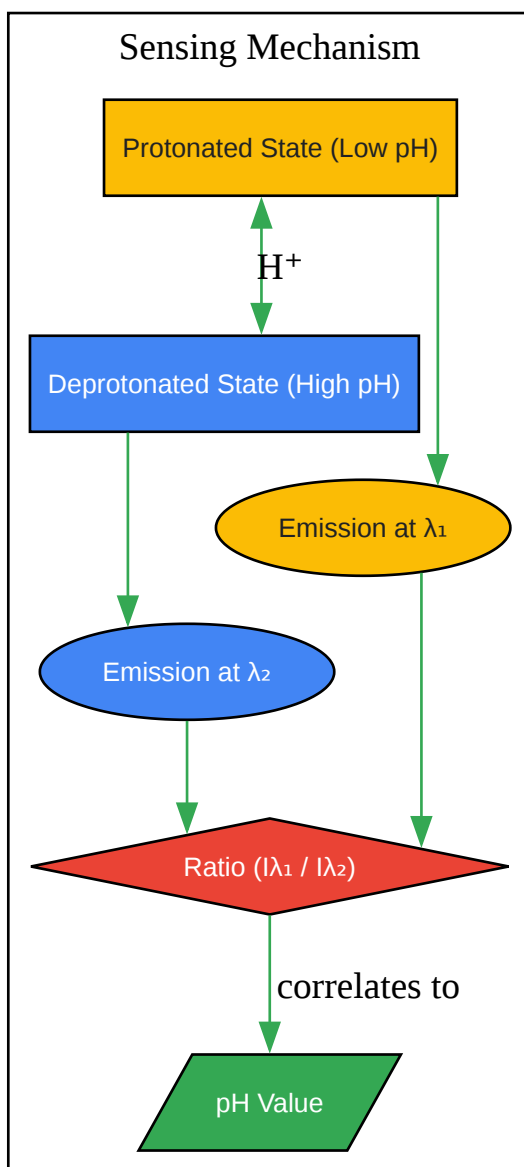 Sensing Mechanism
Protonated State (Low pH)
H⁺
Deprotonated State (High pH)
Emission at λ₁
Emission at λ₂
Ratio (Iλ₁ / Iλ₂)
correlates to
pH Value